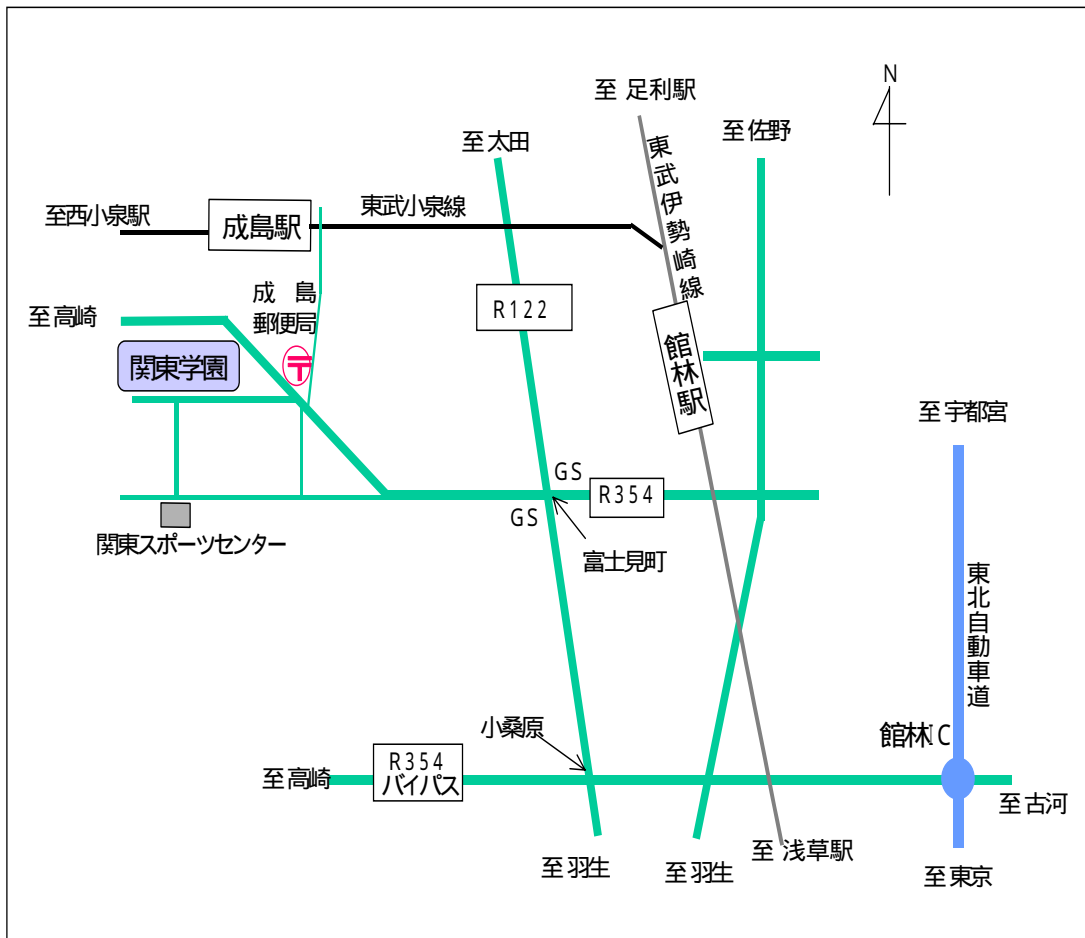 N
至 足利駅
至太田
至佐野
東武伊勢崎線
至西小泉駅
成島駅
東武小泉線
成 島
郵便局
至高崎
R122
関東学園
〒
館林駅
至宇都宮
GS
R354
GS
富士見町
関東スポーツセンター
東北自動車道
小桑原
館林IC
至高崎
R354
バイパス
至古河
至羽生
至羽生
至 浅草駅
至東京